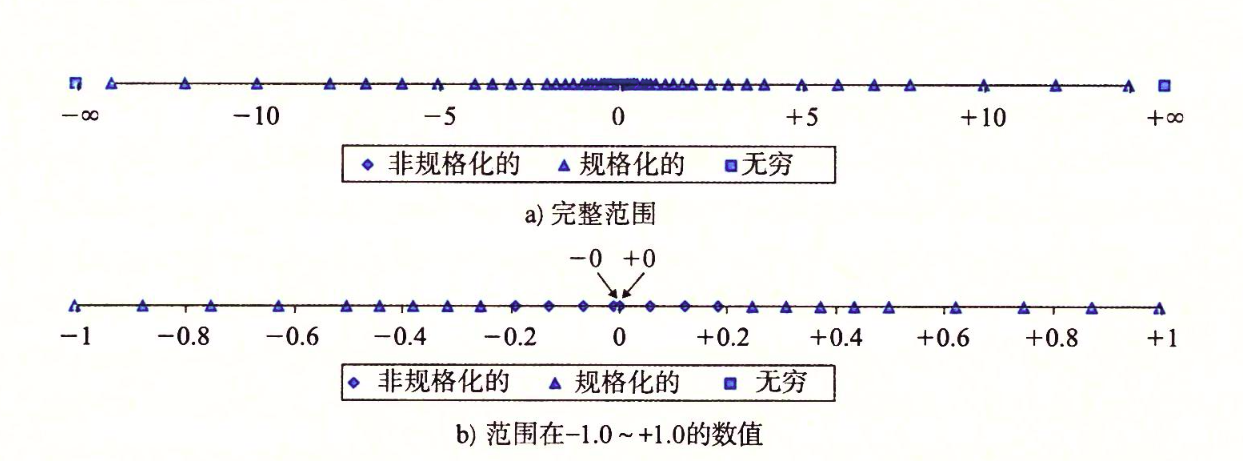 −∞ −10 −5 0 +5 +10 +∞
非规格化的 规格化的 无穷
a) 完整范围
−0 +0
−1 −0.8 −0.6 −0.4 −0.2 0 +0.2 +0.4 +0.6 +0.8 +1
非规格化的 规格化的 无穷
b) 范围在−1.0～+1.0的数值